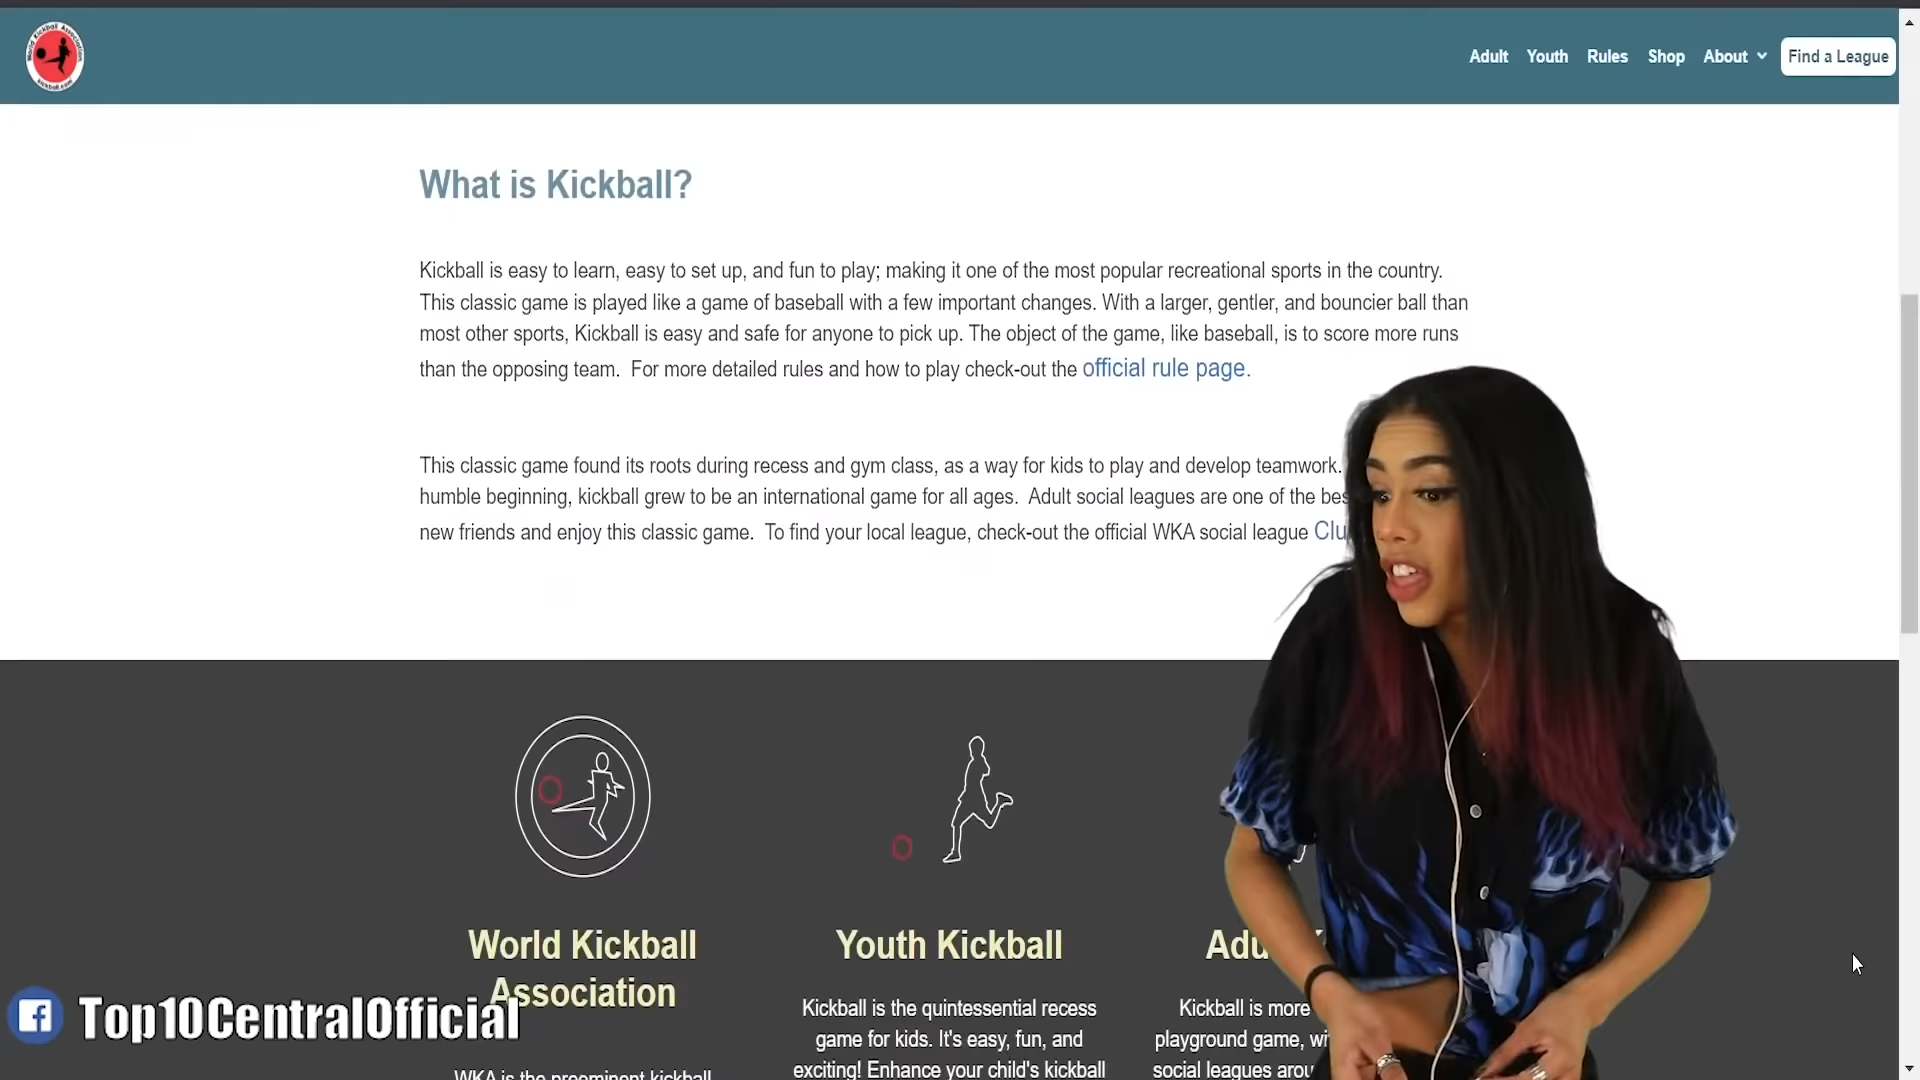 World Kickball Association
kickball.com
Adult Youth Rules Shop About Find a League
What is Kickball?
Kickball is easy to learn, easy to set up, and fun to play; making it one of the most popular recreational sports in the country.
This classic game is played like a game of baseball with a few important changes. With a larger, gentler, and bouncier ball than
most other sports, Kickball is easy and safe for anyone to pick up. The object of the game, like baseball, is to score more runs
than the opposing team. For more detailed rules and how to play check-out the official rule page.
This classic game found its roots during recess and gym class, as a way for kids to play and develop teamwork.
humble beginning, kickball grew to be an international game for all ages. Adult social leagues are one of the bes
new friends and enjoy this classic game. To find your local league, check-out the official WKA social league Clu
World Kickball
Association
WKA is the preeminent kickball
Youth Kickball
Kickball is the quintessential recess
game for kids. It's easy, fun, and
exciting! Enhance your child's kickball
Adu
Kickball is more
playground game, wi
social leagues arou
Top10CentralOfficial